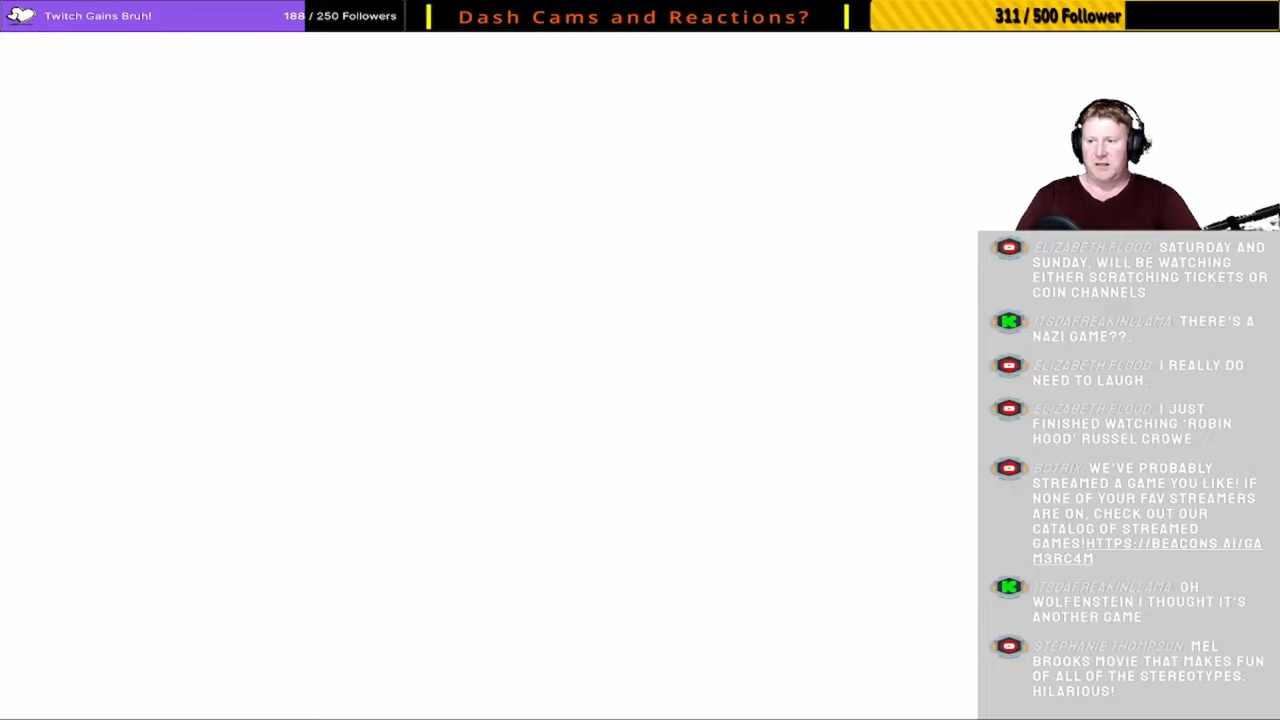 Twitch Gains Bruh!
188 / 250 Followers
Dash Cams and Reactions?
311 / 500 Follower
ELIZABETH FLOOD: SATURDAY AND
SUNDAY, WILL BE WATCHING
EITHER SCRATCHING TICKETS OR
COIN CHANNELS
ITSDAFREAKINLLAMA: THERE'S A
NAZI GAME??.
ELIZABETH FLOOD: I REALLY DO
NEED TO LAUGH.
ELIZABETH FLOOD: I JUST
FINISHED WATCHING 'ROBIN
HOOD' RUSSEL CROWE
BOTRIX: WE'VE PROBABLY
STREAMED A GAME YOU LIKE! IF
NONE OF YOUR FAV STREAMERS
ARE ON, CHECK OUT OUR
CATALOG OF STREAMED
GAMES!HTTPS://BEACONS.AI/GA
M3RC4M
ITSDAFREAKINLLAMA: OH
WOLFENSTEIN I THOUGHT IT'S
ANOTHER GAME
STEPHANIE THOMPSON: MEL
BROOKS MOVIE THAT MAKES FUN
OF ALL OF THE STEREOTYPES.
HILARIOUS!